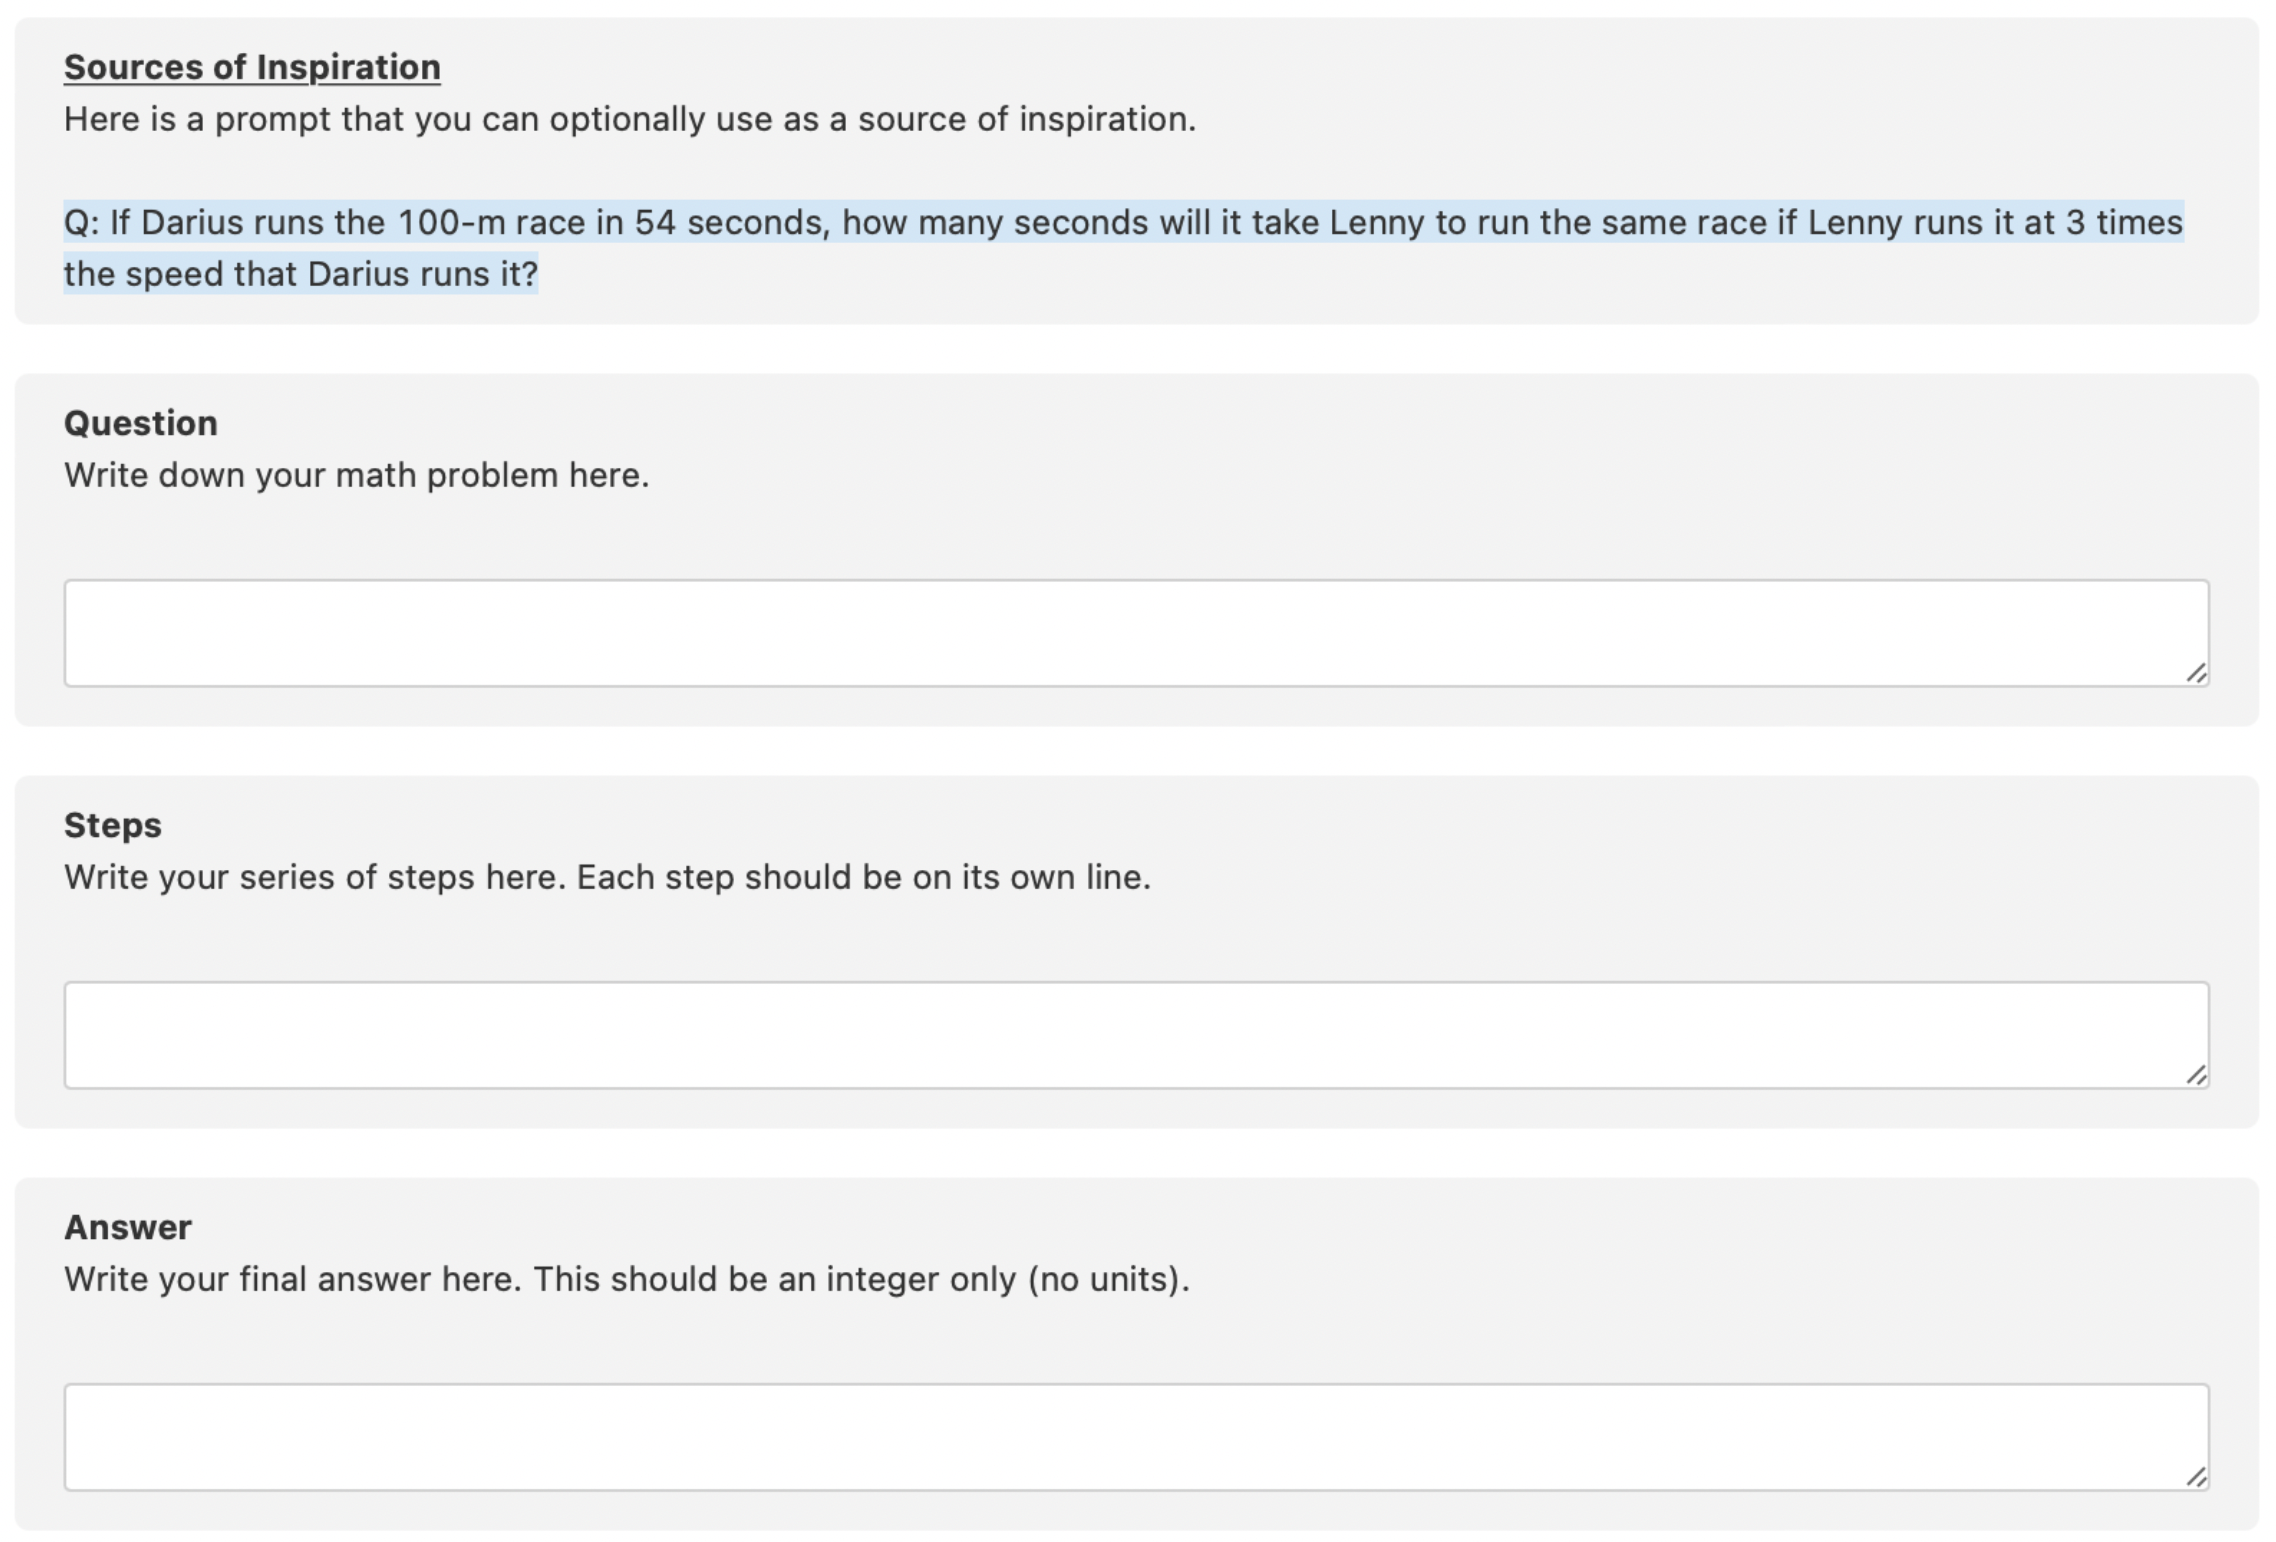 Sources of Inspiration
Here is a prompt that you can optionally use as a source of inspiration.
Q: If Darius runs the 100-m race in 54 seconds, how many seconds will it take Lenny to run the same race if Lenny runs it at 3 times
the speed that Darius runs it?
Question
Write down your math problem here.
Steps
Write your series of steps here. Each step should be on its own line.
Answer
Write your final answer here. This should be an integer only (no units).